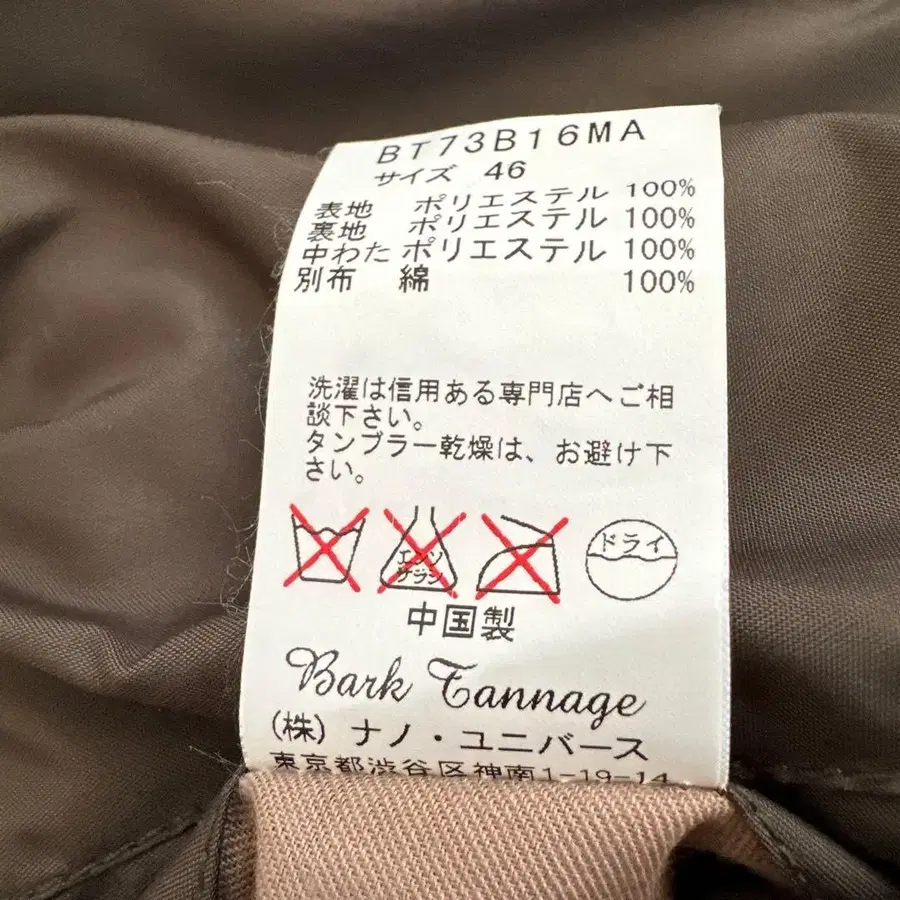 BT73B16MA
サイズ 46
表地 ポリエステル 100%
裏地 ポリエステル 100%
中わた ポリエステル 100%
別布 綿 100%
洗濯は信用ある専門店へご相
談下さい。
タンブラー乾燥は、お避け下
さい。
エンソ
サラシ
ドライ
中国製
Bark Tannage
(株) ナノ・ユニバース
東京都渋谷区神南1-19-14